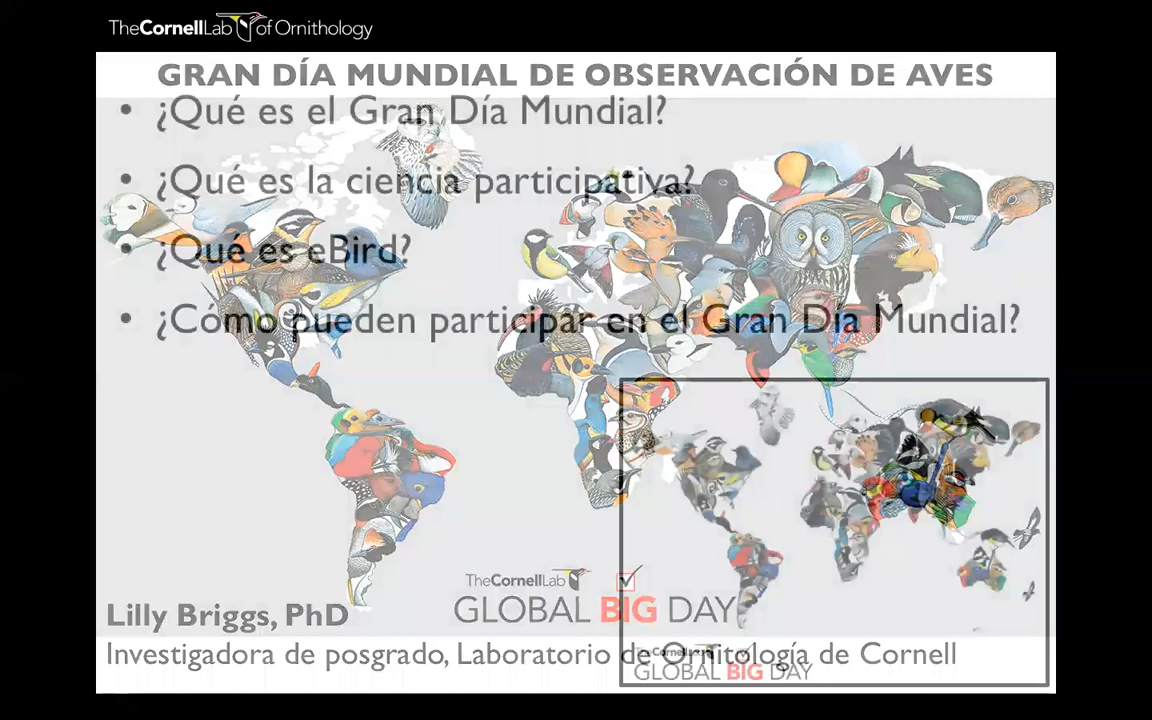 TheCornellLab of Ornithology
GRAN DÍA MUNDIAL DE OBSERVACIÓN DE AVES
• ¿Qué es el Gran Día Mundial?
• ¿Qué es la ciencia participativa?
• ¿Qué es eBird?
• ¿Cómo pueden participar en el Gran Día Mundial?
TheCornellLab
GLOBAL BIG DAY
Lilly Briggs, PhD
Investigadora de posgrado, Laboratorio de Ornitología de Cornell
TheCornellLab
GLOBAL BIG DAY